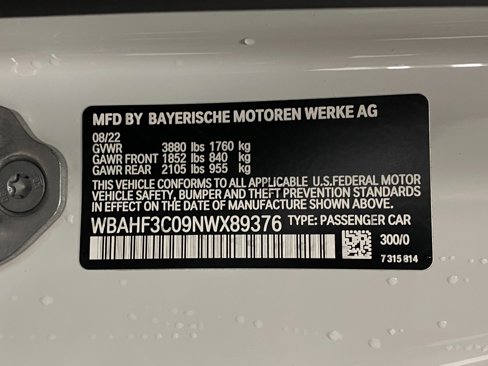 MFD BY BAYERISCHE MOTOREN WERKE AG
08/22
GVWR 3880 lbs 1760 kg
GAWR FRONT 1852 lbs 840 kg
GAWR REAR 2105 lbs 955 kg
THIS VEHICLE CONFORMS TO ALL APPLICABLE U.S.FEDERAL MOTOR
VEHICLE SAFETY, BUMPER AND THEFT PREVENTION STANDARDS
IN EFFECT ON THE DATE OF MANUFACTURE SHOWN ABOVE.
WBAHF3C09NWX89376 TYPE: PASSENGER CAR
300/0
7 315 814